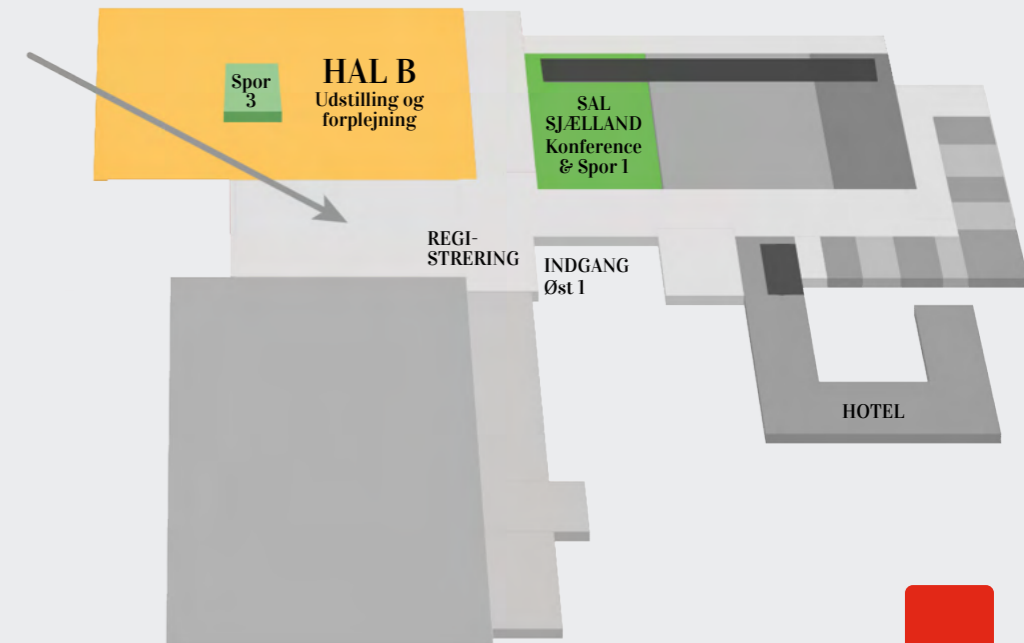 Spor
3
HAL B
Udstilling og
forplejning
SAL
SJÆLLAND
Konference
& Spor 1
REGI-
STRERING
INDGANG
Øst 1
HOTEL